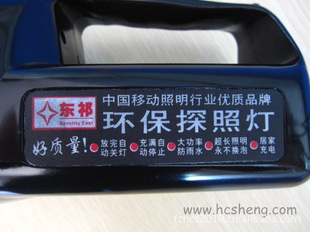 东祁
中国移动照明行业优质品牌
环保探照灯
好质量!
放完自动关灯
充满自动停止
大功率防雨水
超长照明永不换泡
居家充电
www.hcsheng.com